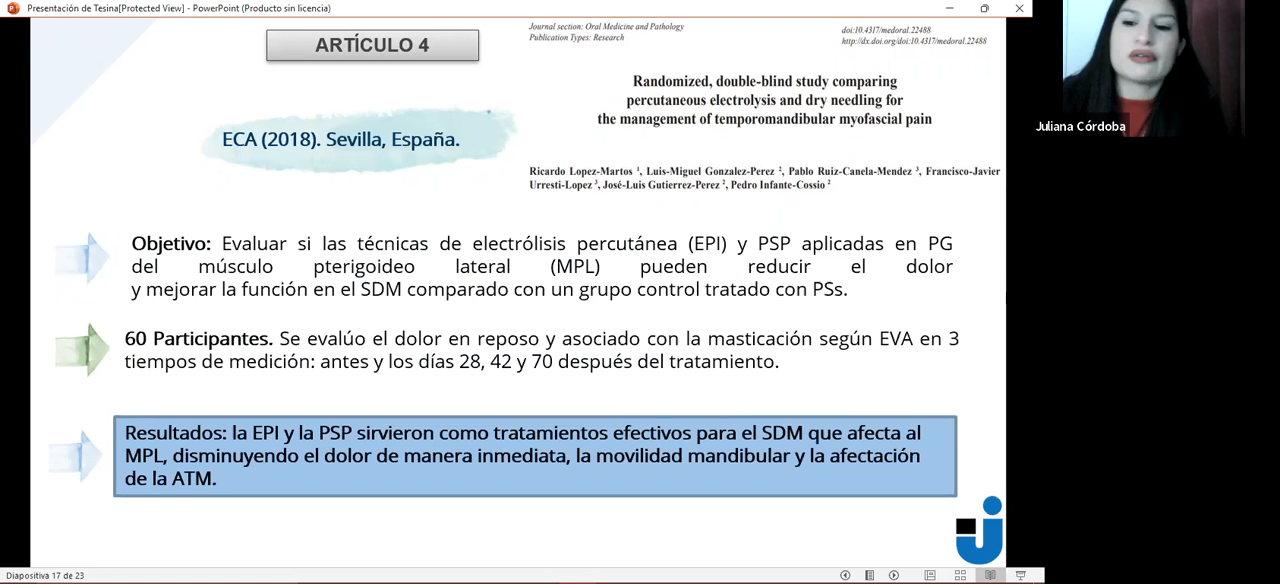 Presentación de Tesina[Protected View] - PowerPoint (Producto sin licencia)
ARTÍCULO 4
Journal section: Oral Medicine and Pathology
Publication Types: Research
doi:10.4317/medoral.22488
http://dx.doi.org/doi:10.4317/medoral.22488
Randomized, double-blind study comparing
percutaneous electrolysis and dry needling for
the management of temporomandibular myofascial pain
ECA (2018). Sevilla, España.
Ricardo Lopez-Martos 1, Luis-Miguel Gonzalez-Perez 2, Pablo Ruiz-Canela-Mendez 3, Francisco-Javier
Urresti-Lopez 3, José-Luis Gutierrez-Perez 2, Pedro Infante-Cossio 2
Juliana Córdoba
Objetivo: Evaluar si las técnicas de electrólisis percutánea (EPI) y PSP aplicadas en PG
del músculo pterigoideo lateral (MPL) pueden reducir el dolor
y mejorar la función en el SDM comparado con un grupo control tratado con PSs.
60 Participantes. Se evalúo el dolor en reposo y asociado con la masticación según EVA en 3
tiempos de medición: antes y los días 28, 42 y 70 después del tratamiento.
Resultados: la EPI y la PSP sirvieron como tratamientos efectivos para el SDM que afecta al
MPL, disminuyendo el dolor de manera inmediata, la movilidad mandibular y la afectación
de la ATM.
Diapositiva 17 de 23